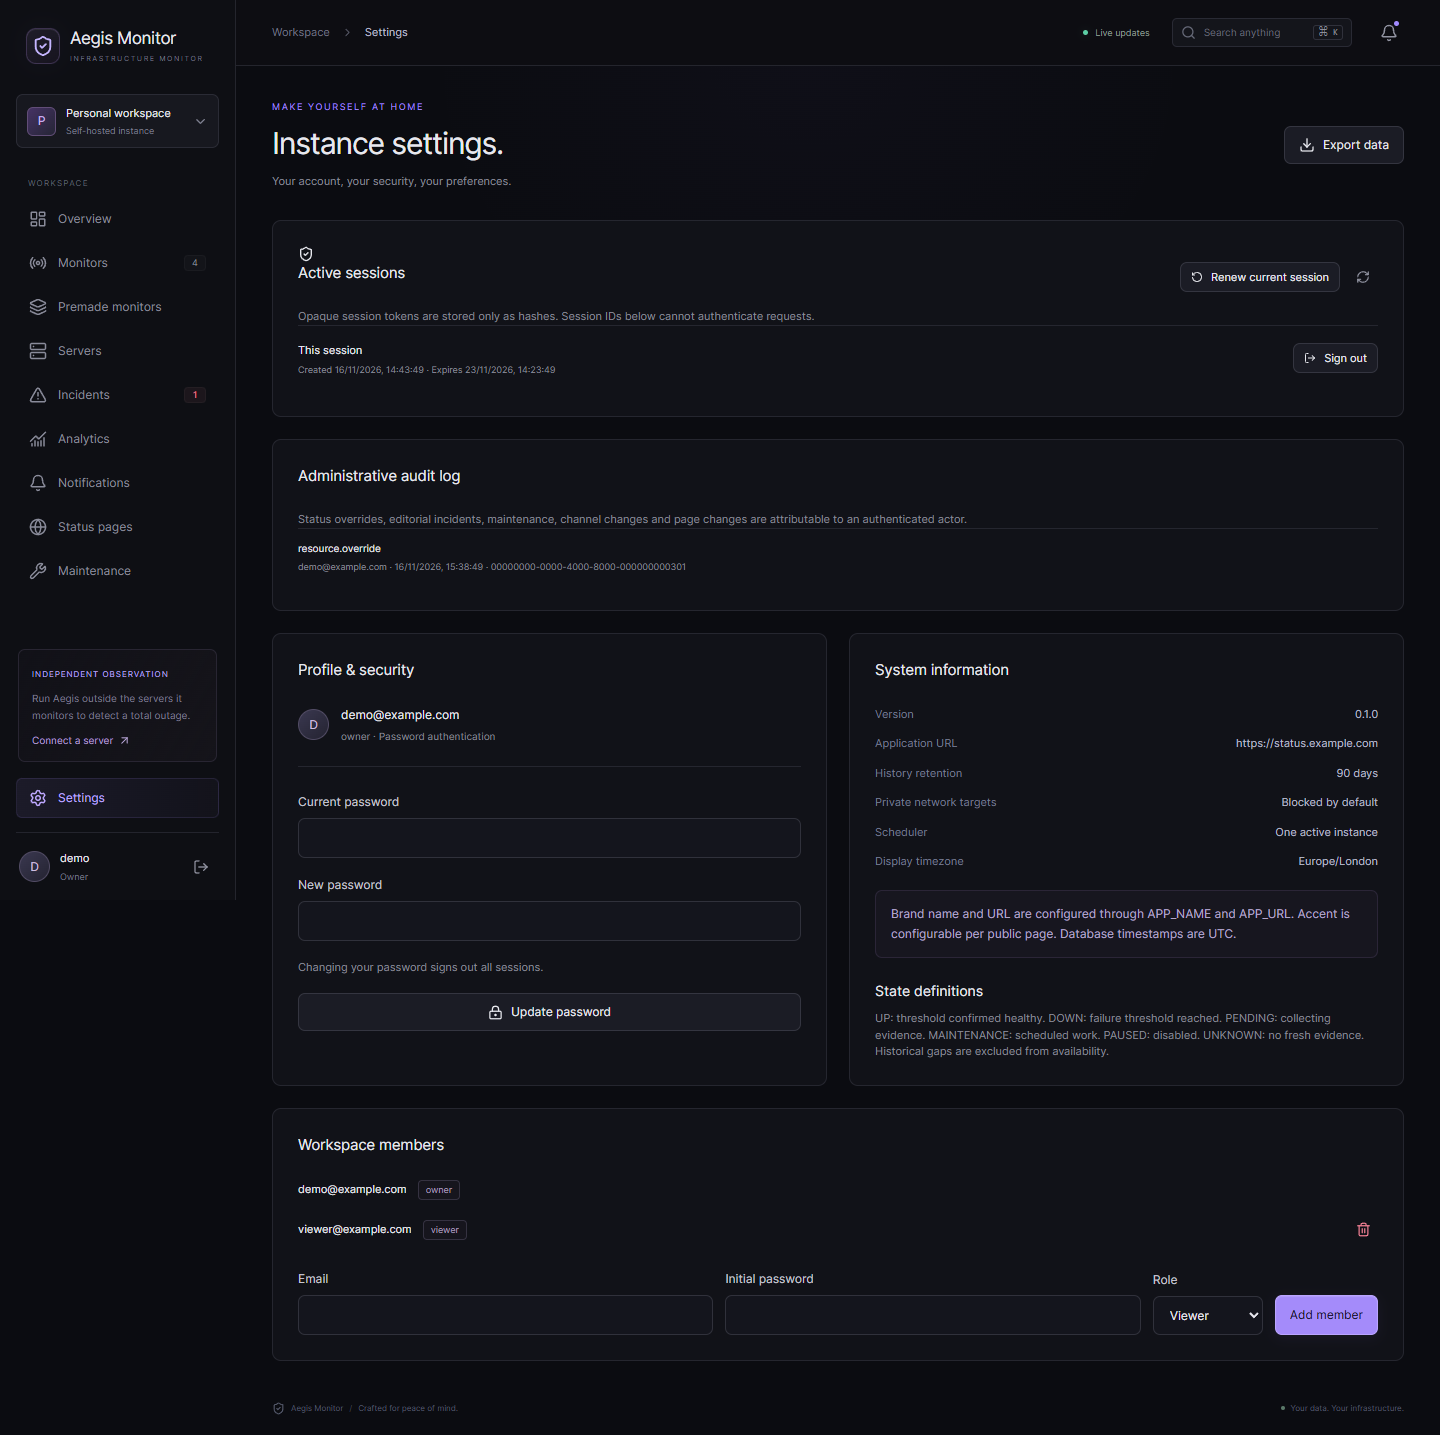 Aegis Monitor
INFRASTRUCTURE MONITOR
P
Personal workspace
Self-hosted instance
WORKSPACE
Overview
Monitors 4
Premade monitors
Servers
Incidents 1
Analytics
Notifications
Status pages
Maintenance
INDEPENDENT OBSERVATION
Run Aegis outside the servers it
monitors to detect a total outage.
Connect a server
Settings
D
demo
Owner
Workspace Settings
Live updates
Search anything ⌘ K
MAKE YOURSELF AT HOME
Instance settings.
Your account, your security, your preferences.
Export data
Active sessions
Renew current session
Opaque session tokens are stored only as hashes. Session IDs below cannot authenticate requests.
This session
Created 16/11/2026, 14:43:49 · Expires 23/11/2026, 14:23:49
Sign out
Administrative audit log
Status overrides, editorial incidents, maintenance, channel changes and page changes are attributable to an authenticated actor.
resource.override
demo@example.com · 16/11/2026, 15:38:49 · 00000000-0000-4000-8000-000000000301
Profile & security
D
demo@example.com
owner · Password authentication
Current password
New password
Changing your password signs out all sessions.
Update password
System information
Version 0.1.0
Application URL https://status.example.com
History retention 90 days
Private network targets Blocked by default
Scheduler One active instance
Display timezone Europe/London
Brand name and URL are configured through APP_NAME and APP_URL. Accent is
configurable per public page. Database timestamps are UTC.
State definitions
UP: threshold confirmed healthy. DOWN: failure threshold reached. PENDING: collecting
evidence. MAINTENANCE: scheduled work. PAUSED: disabled. UNKNOWN: no fresh evidence.
Historical gaps are excluded from availability.
Workspace members
demo@example.com owner
viewer@example.com viewer
Email
Initial password
Role
Viewer
Add member
Aegis Monitor / Crafted for peace of mind.
Your data. Your infrastructure.